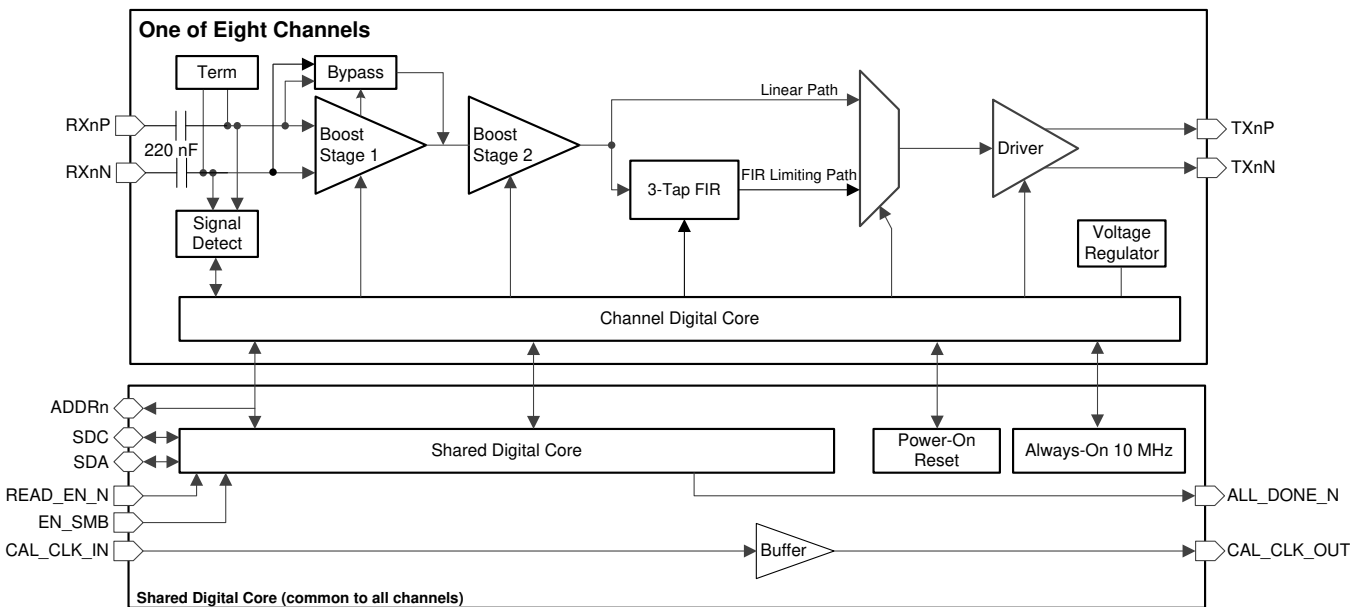 One of Eight Channels
Term
Bypass
RXnP
220 nF
RXnN
Boost
Stage 1
Boost
Stage 2
Linear Path
3-Tap FIR
FIR Limiting Path
Driver
TXnP
TXnN
Signal
Detect
Voltage
Regulator
Channel Digital Core
ADDRn
SDC
SDA
READ_EN_N
EN_SMB
CAL_CLK_IN
Shared Digital Core
Power-On
Reset
Always-On 10 MHz
ALL_DONE_N
Buffer
CAL_CLK_OUT
Shared Digital Core (common to all channels)